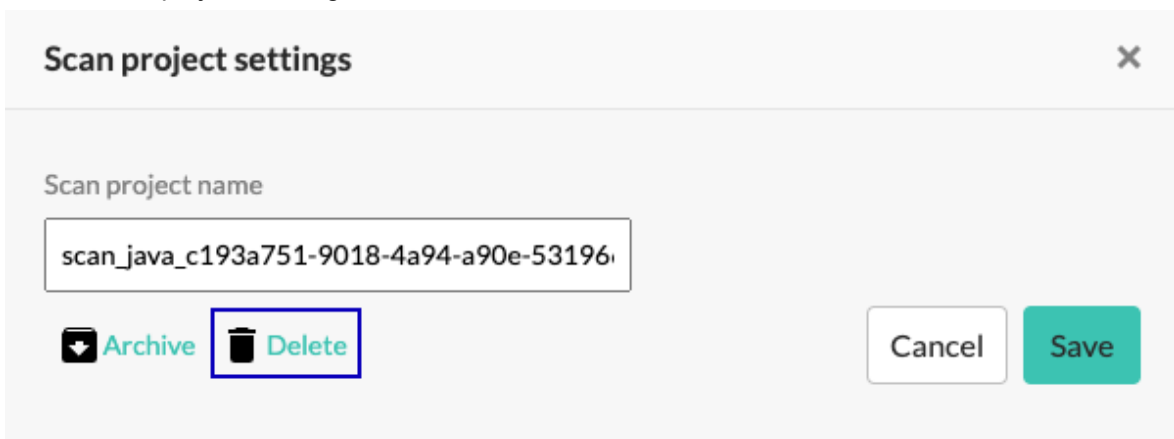 Scan project settings
Scan project name
scan_java_c193a751-9018-4a94-a90e-53196
Archive Delete Cancel Save